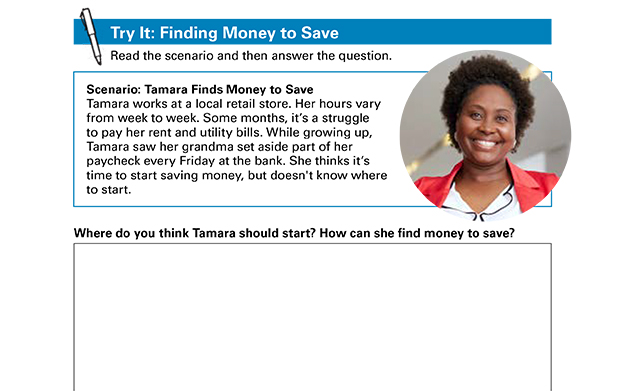 Try It: Finding Money to Save
Read the scenario and then answer the question.
Scenario: Tamara Finds Money to Save
Tamara works at a local retail store. Her hours vary
from week to week. Some months, it’s a struggle
to pay her rent and utility bills. While growing up,
Tamara saw her grandma set aside part of her
paycheck every Friday at the bank. She thinks it’s
time to start saving money, but doesn't know where
to start.
Where do you think Tamara should start? How can she find money to save?